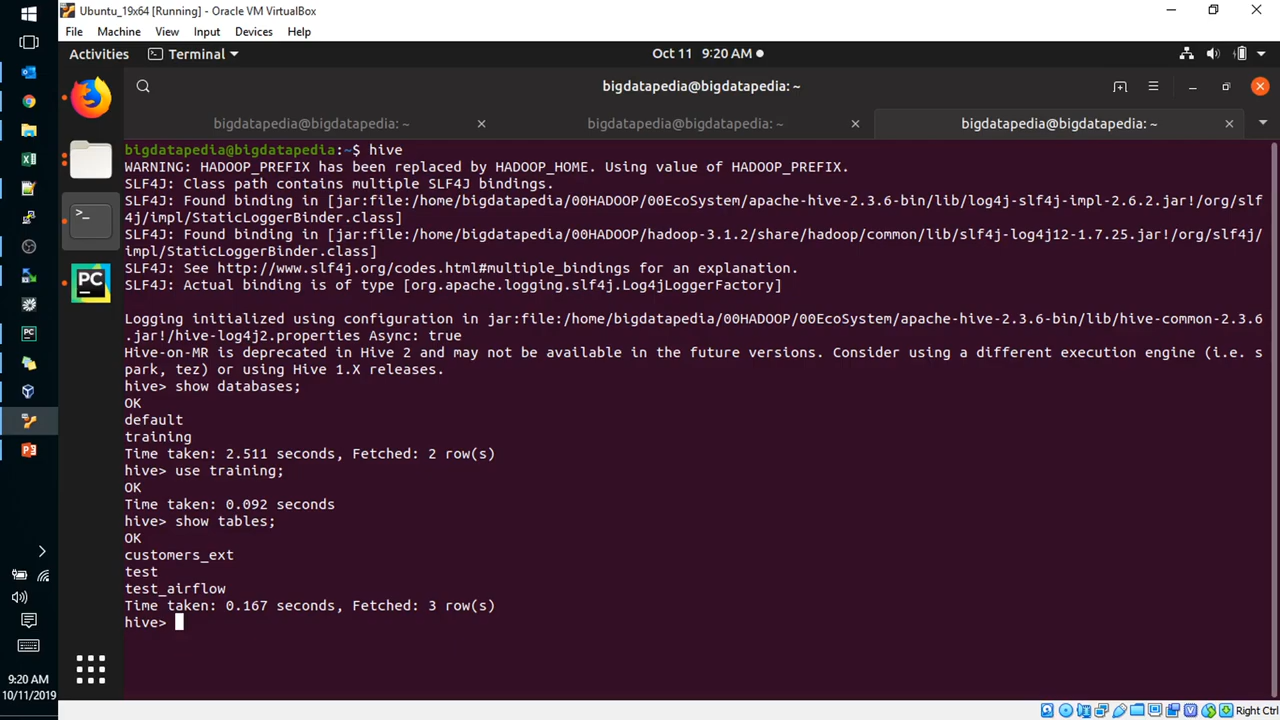 Ubuntu_19x64 [Running] - Oracle VM VirtualBox
File Machine View Input Devices Help
Activities Terminal Oct 11 9:20 AM
bigdatapedia@bigdatapedia: ~
bigdatapedia@bigdatapedia: ~ bigdatapedia@bigdatapedia: ~ bigdatapedia@bigdatapedia: ~
bigdatapedia@bigdatapedia:~$ hive
WARNING: HADOOP_PREFIX has been replaced by HADOOP_HOME. Using value of HADOOP_PREFIX.
SLF4J: Class path contains multiple SLF4J bindings.
SLF4J: Found binding in [jar:file:/home/bigdatapedia/00HADOOP/00EcoSystem/apache-hive-2.3.6-bin/lib/log4j-slf4j-impl-2.6.2.jar!/org/slf
4j/impl/StaticLoggerBinder.class]
SLF4J: Found binding in [jar:file:/home/bigdatapedia/00HADOOP/hadoop-3.1.2/share/hadoop/common/lib/slf4j-log4j12-1.7.25.jar!/org/slf4j/
impl/StaticLoggerBinder.class]
SLF4J: See http://www.slf4j.org/codes.html#multiple_bindings for an explanation.
SLF4J: Actual binding is of type [org.apache.logging.slf4j.Log4jLoggerFactory]
Logging initialized using configuration in jar:file:/home/bigdatapedia/00HADOOP/00EcoSystem/apache-hive-2.3.6-bin/lib/hive-common-2.3.6
.jar!/hive-log4j2.properties Async: true
Hive-on-MR is deprecated in Hive 2 and may not be available in the future versions. Consider using a different execution engine (i.e. s
park, tez) or using Hive 1.X releases.
hive> show databases;
OK
default
training
Time taken: 2.511 seconds, Fetched: 2 row(s)
hive> use training;
OK
Time taken: 0.092 seconds
hive> show tables;
OK
customers_ext
test
test_airflow
Time taken: 0.167 seconds, Fetched: 3 row(s)
hive>
PC
9:20 AM
10/11/2019
Right Ctrl